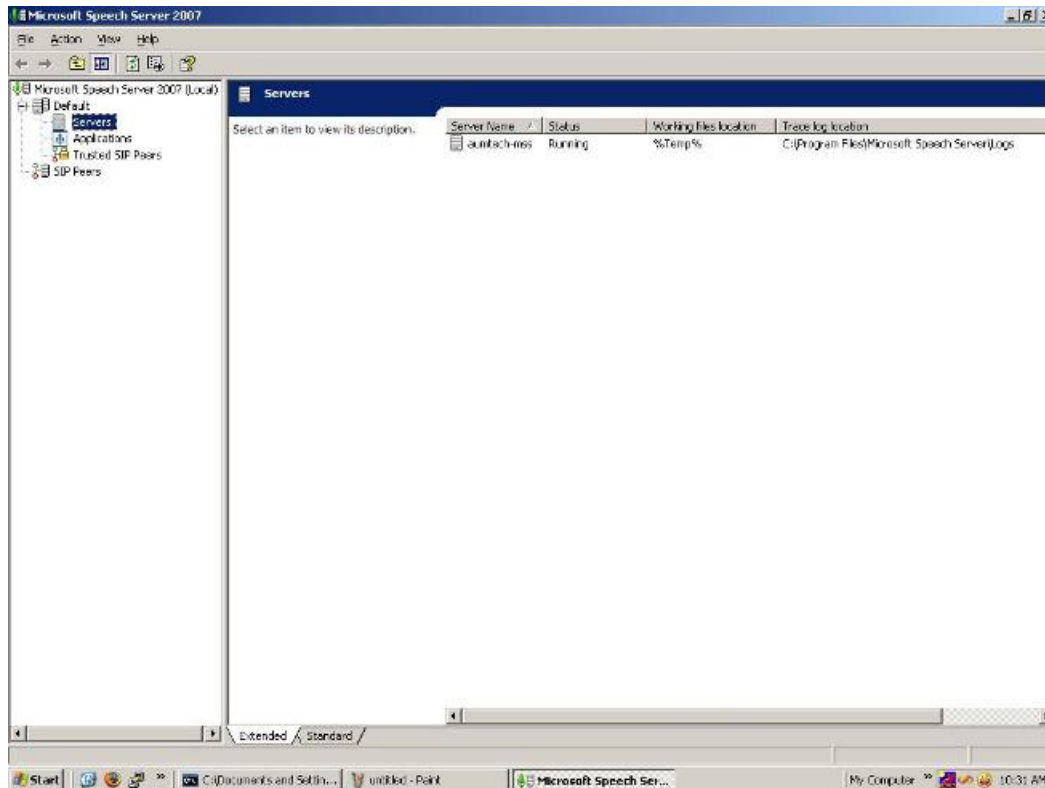 Microsoft Speech Server 2007
File Action View Help
Microsoft Speech Server 2007 (Local)
Default
Servers
Applications
Trusted SIP Peers
SIP Peers
Servers
Select an item to view its description.
Server Name Status Working files location Trace log location
aumtech-mss Running %Temp% C:\Program Files\Microsoft Speech Server\Logs
Extended Standard
Start C:\Documents and Settin... untitled - Paint Microsoft Speech Ser... My Computer 10:31 AM